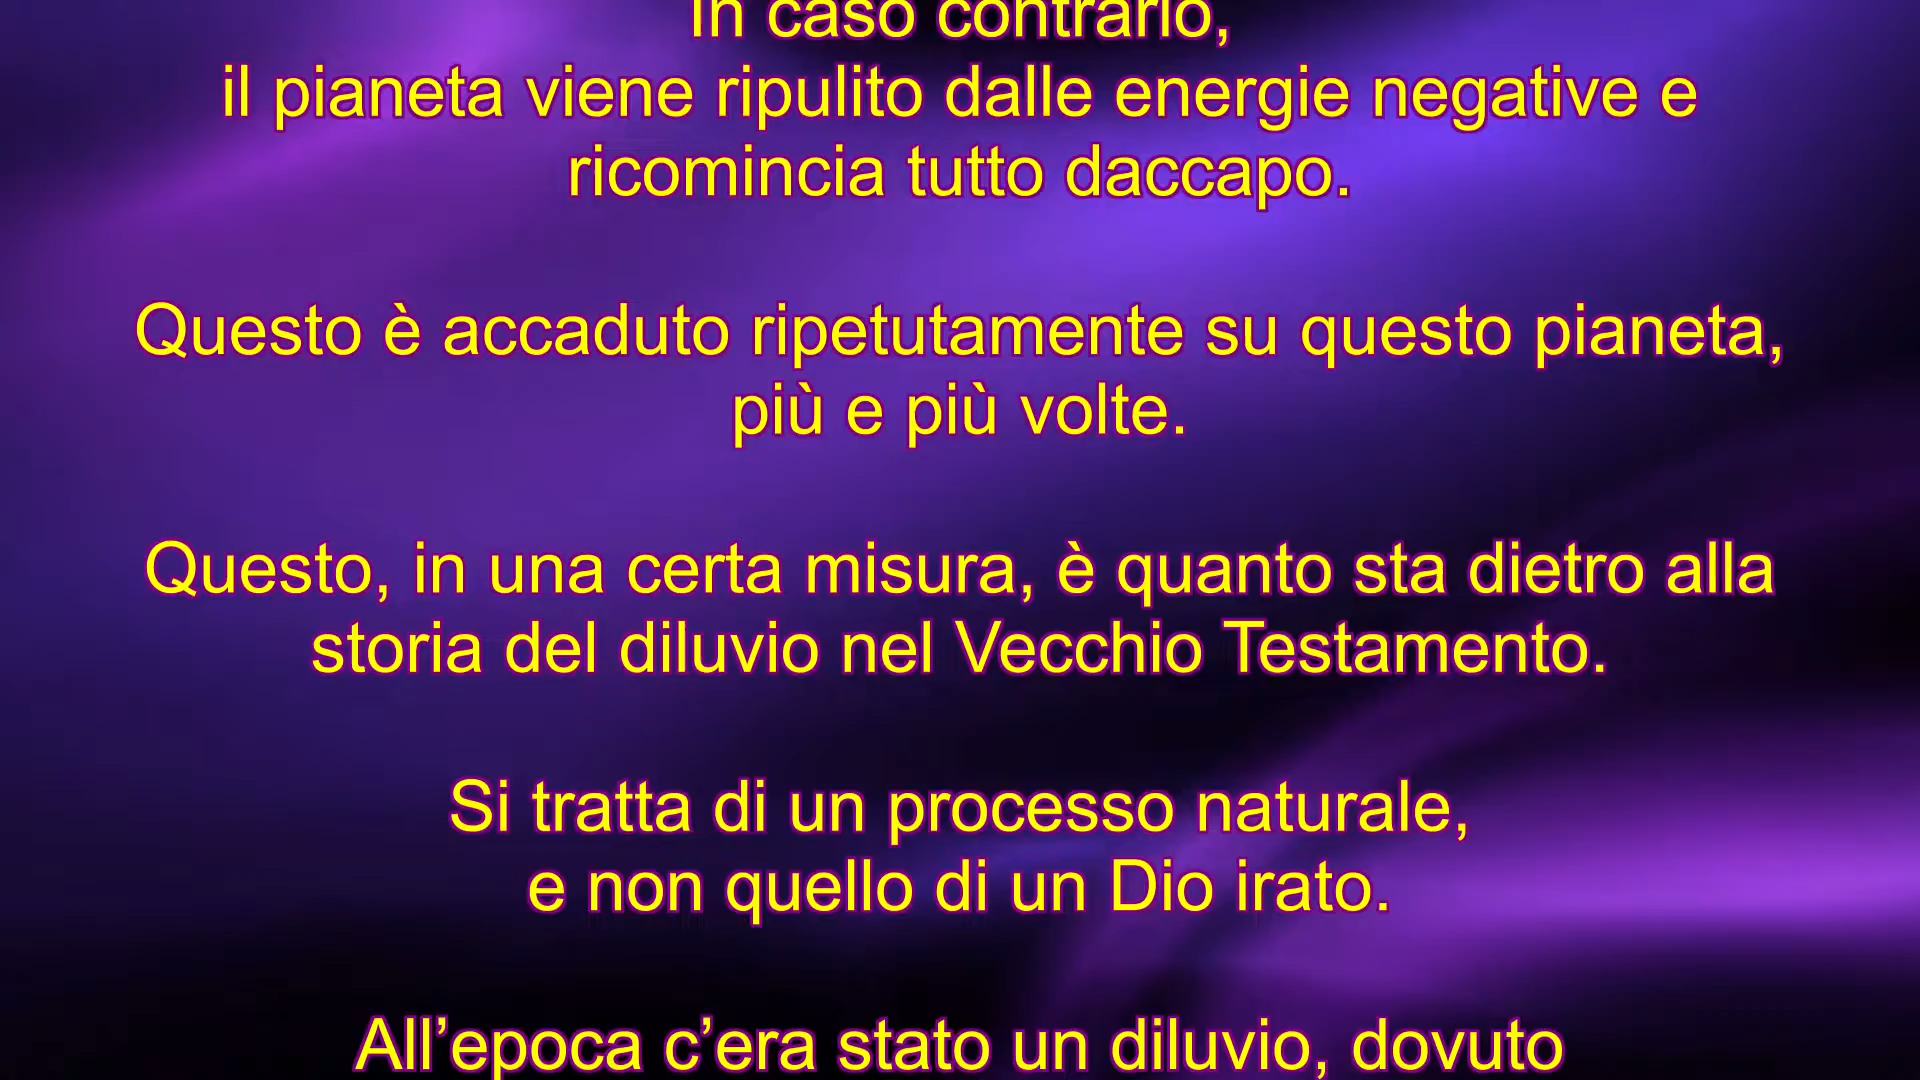 In caso contrario,
il pianeta viene ripulito dalle energie negative e
ricomincia tutto daccapo.
Questo è accaduto ripetutamente su questo pianeta,
più e più volte.
Questo, in una certa misura, è quanto sta dietro alla
storia del diluvio nel Vecchio Testamento.
Si tratta di un processo naturale,
e non quello di un Dio irato.
All’epoca c’era stato un diluvio, dovuto